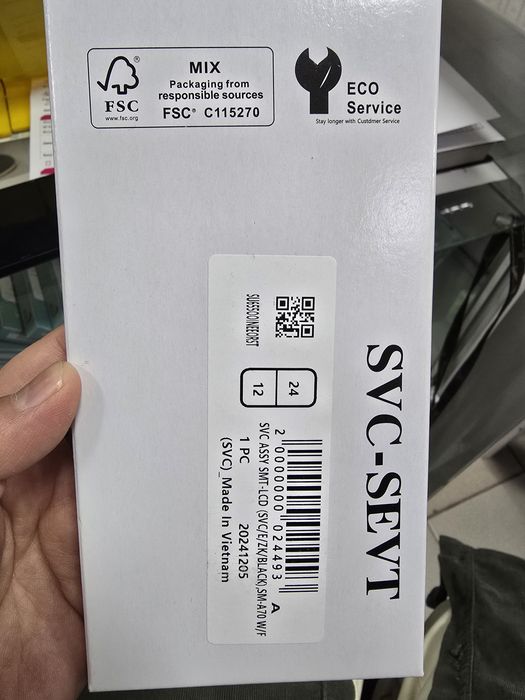 FSC
www.fsc.org
MIX
Packaging from
responsible sources
FSC® C115270
ECO
Service
Stay longer with Custdmer Service
SVC-SEVT
24
12
2 0000000 024493 A
SVC ASSY SMT-LCD (SVC/E/ZK/BLACK),SM-A70 W/F
1 PC 20241205
(SVC)_Made In Vietnam